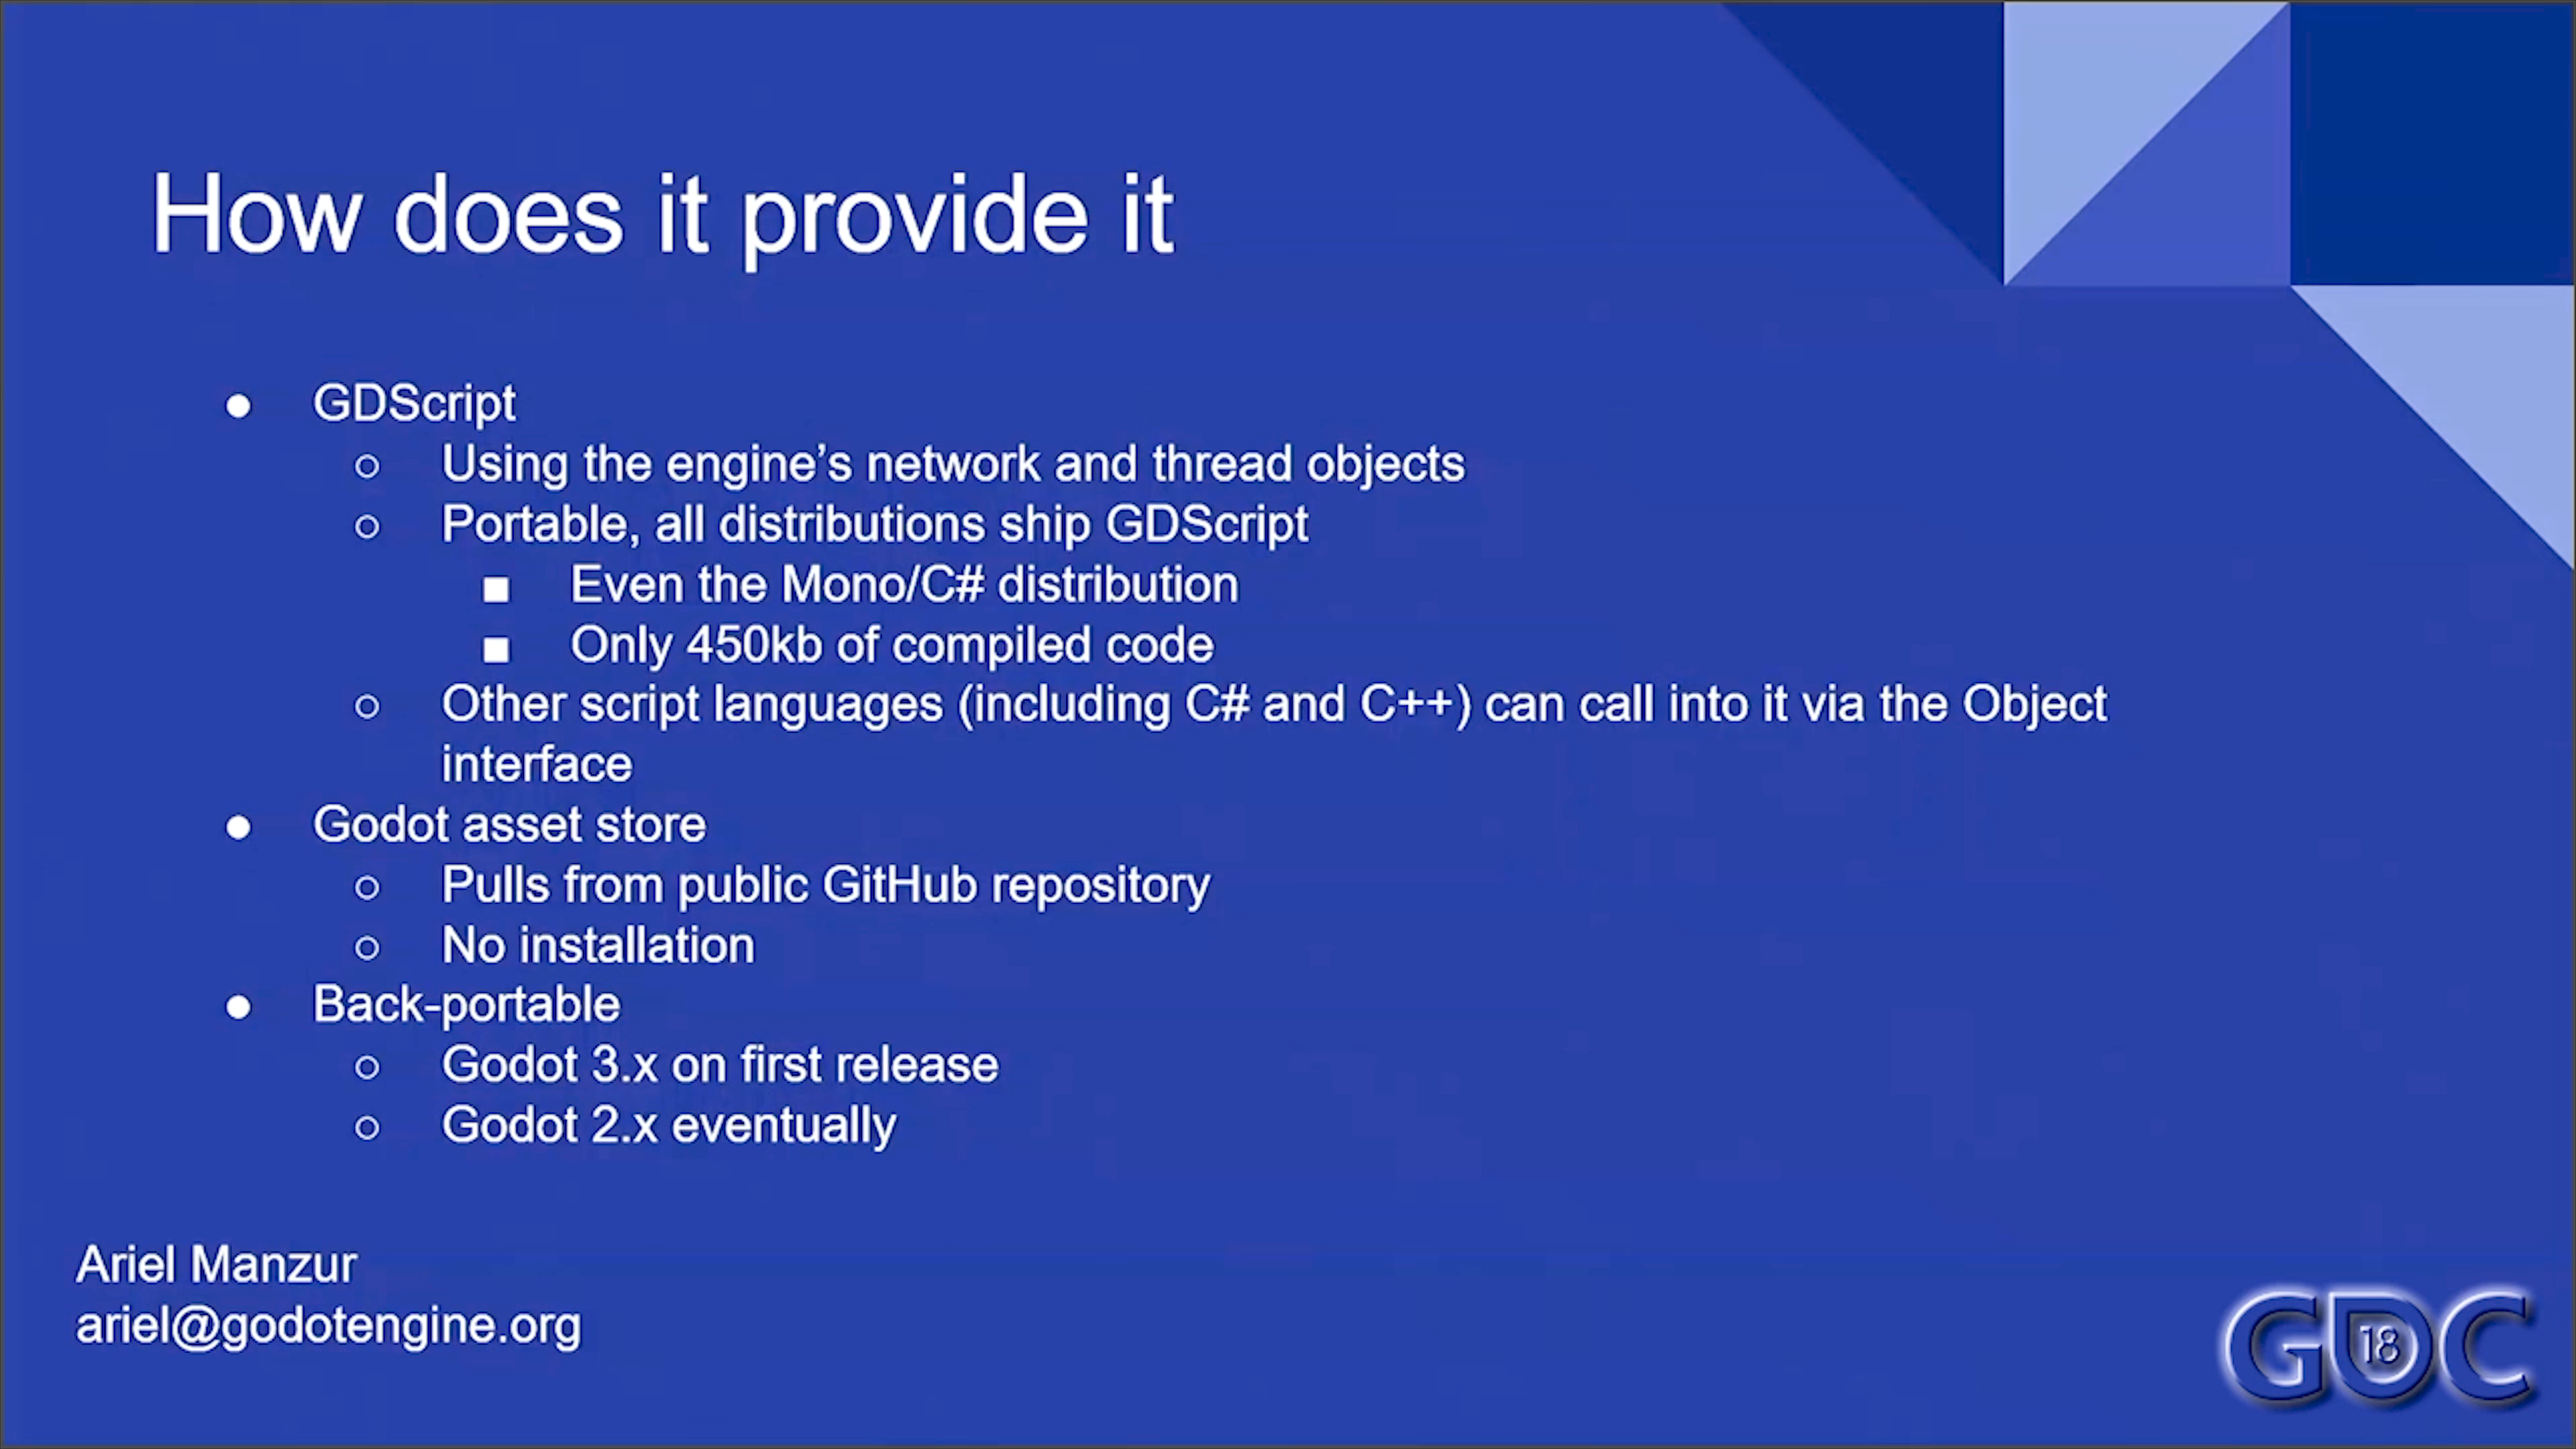 How does it provide it
● GDScript
○ Using the engine’s network and thread objects
○ Portable, all distributions ship GDScript
■ Even the Mono/C# distribution
■ Only 450kb of compiled code
○ Other script languages (including C# and C++) can call into it via the Object
interface
● Godot asset store
○ Pulls from public GitHub repository
○ No installation
● Back-portable
○ Godot 3.x on first release
○ Godot 2.x eventually
Ariel Manzur
ariel@godotengine.org
GDC 18